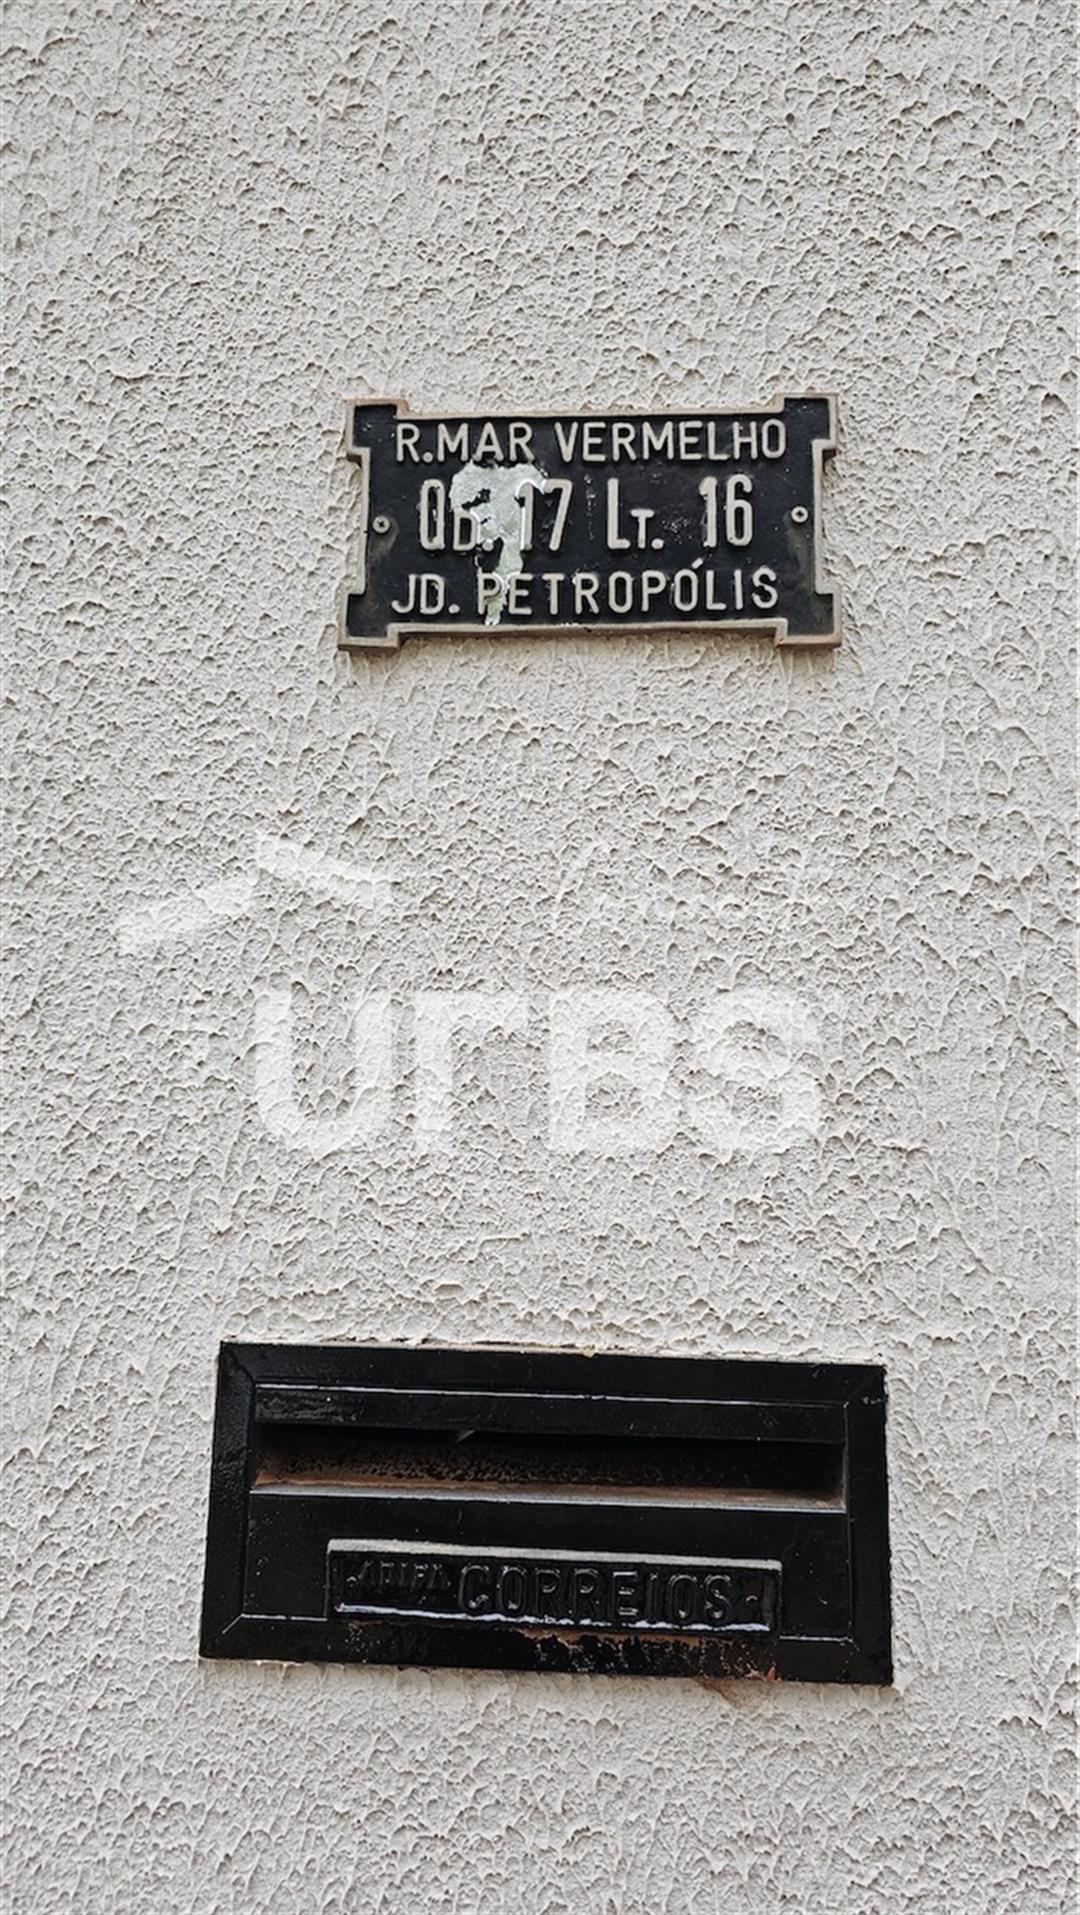 R.MAR VERMELHO
QD. 17 LT. 16
JD. PETROPÓLIS
urbs
CORREIOS